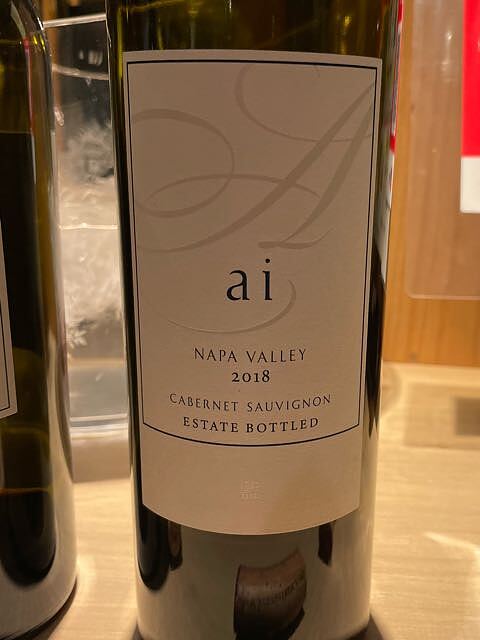 A
ai
NAPA VALLEY
2018
CABERNET SAUVIGNON
ESTATE BOTTLED